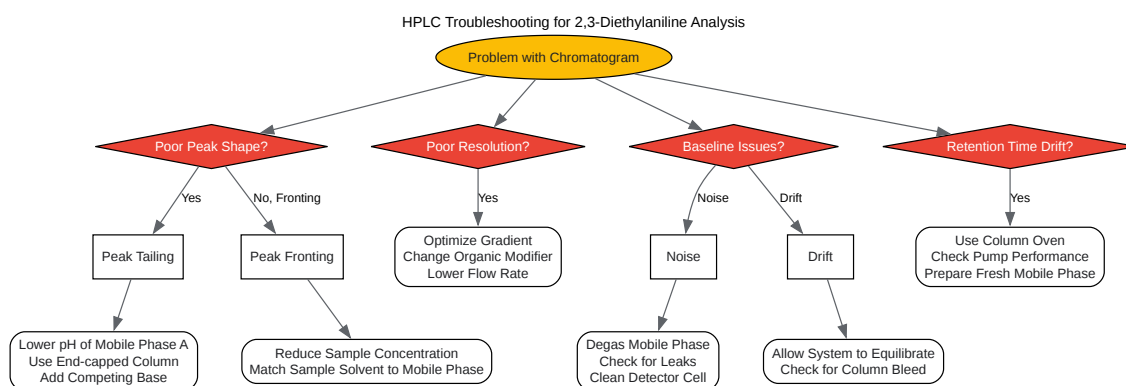 HPLC Troubleshooting for 2,3-Diethylaniline Analysis
Problem with Chromatogram
Poor Peak Shape?
Poor Resolution?
Baseline Issues?
Retention Time Drift?
Yes
No, Fronting
Yes
Noise
Drift
Yes
Peak Tailing
Peak Fronting
Optimize Gradient
Change Organic Modifier
Lower Flow Rate
Noise
Drift
Use Column Oven
Check Pump Performance
Prepare Fresh Mobile Phase
Lower pH of Mobile Phase A
Use End-capped Column
Add Competing Base
Reduce Sample Concentration
Match Sample Solvent to Mobile Phase
Degas Mobile Phase
Check for Leaks
Clean Detector Cell
Allow System to Equilibrate
Check for Column Bleed